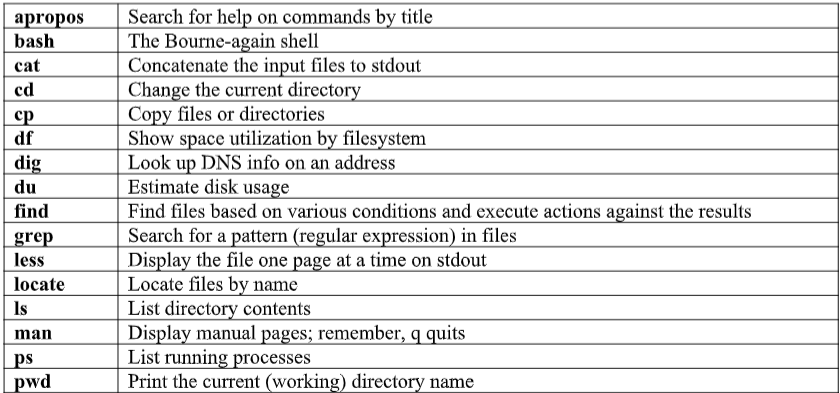 apropos Search for help on commands by title
bash The Bourne-again shell
cat Concatenate the input files to stdout
cd Change the current directory
cp Copy files or directories
df Show space utilization by filesystem
dig Look up DNS info on an address
du Estimate disk usage
find Find files based on various conditions and execute actions against the results
grep Search for a pattern (regular expression) in files
less Display the file one page at a time on stdout
locate Locate files by name
ls List directory contents
man Display manual pages; remember, q quits
ps List running processes
pwd Print the current (working) directory name